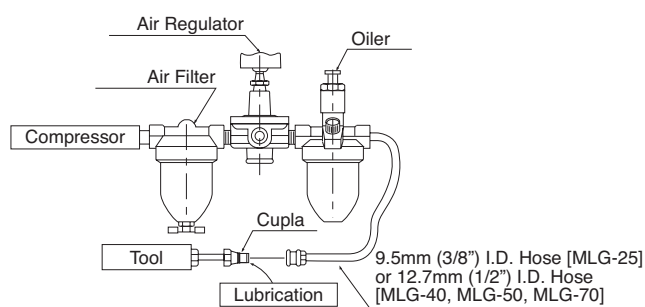 Air Regulator
Oiler
Air Filter
Compressor
Cupla
Tool
Lubrication
9.5mm (3/8”) I.D. Hose [MLG-25]
or 12.7mm (1/2”) I.D. Hose
[MLG-40, MLG-50, MLG-70]